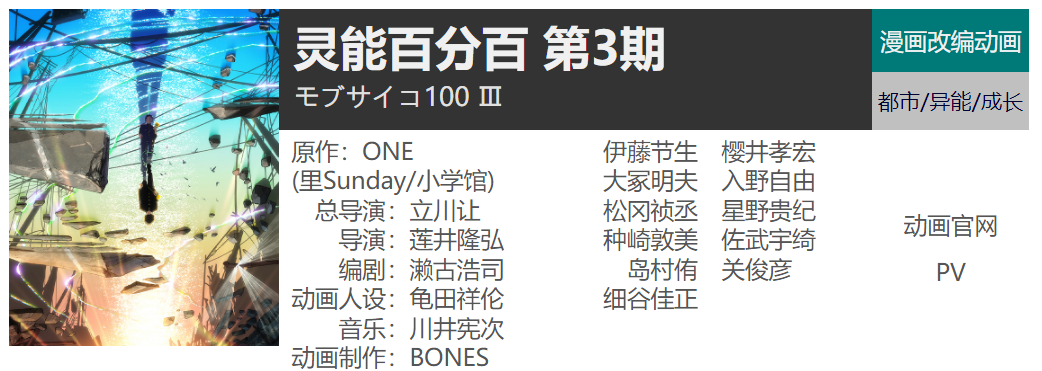 灵能百分百 第3期
モブサイコ100 Ⅲ
漫画改编动画
都市/异能/成长
原作：ONE
(里Sunday/小学馆)
总导演：立川让
导演：莲井隆弘
编剧：濑古浩司
动画人设：龟田祥伦
音乐：川井宪次
动画制作：BONES
伊藤节生 樱井孝宏
大冢明夫 入野自由
松冈祯丞 星野贵纪
种崎敦美 佐武宇绮
岛村侑 关俊彦
细谷佳正
动画官网
PV